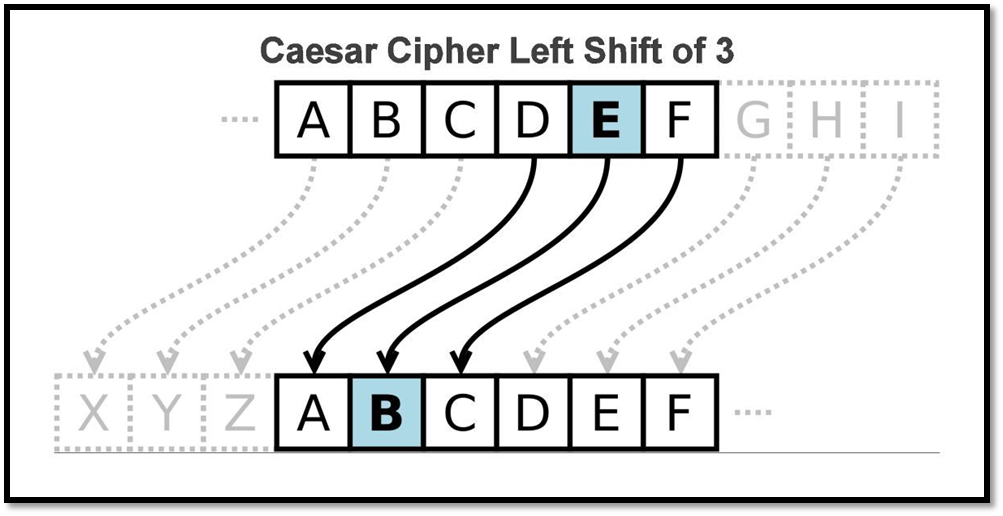 Caesar Cipher Left Shift of 3
.... A B C D E F G H I
X Y Z A B C D E F ....